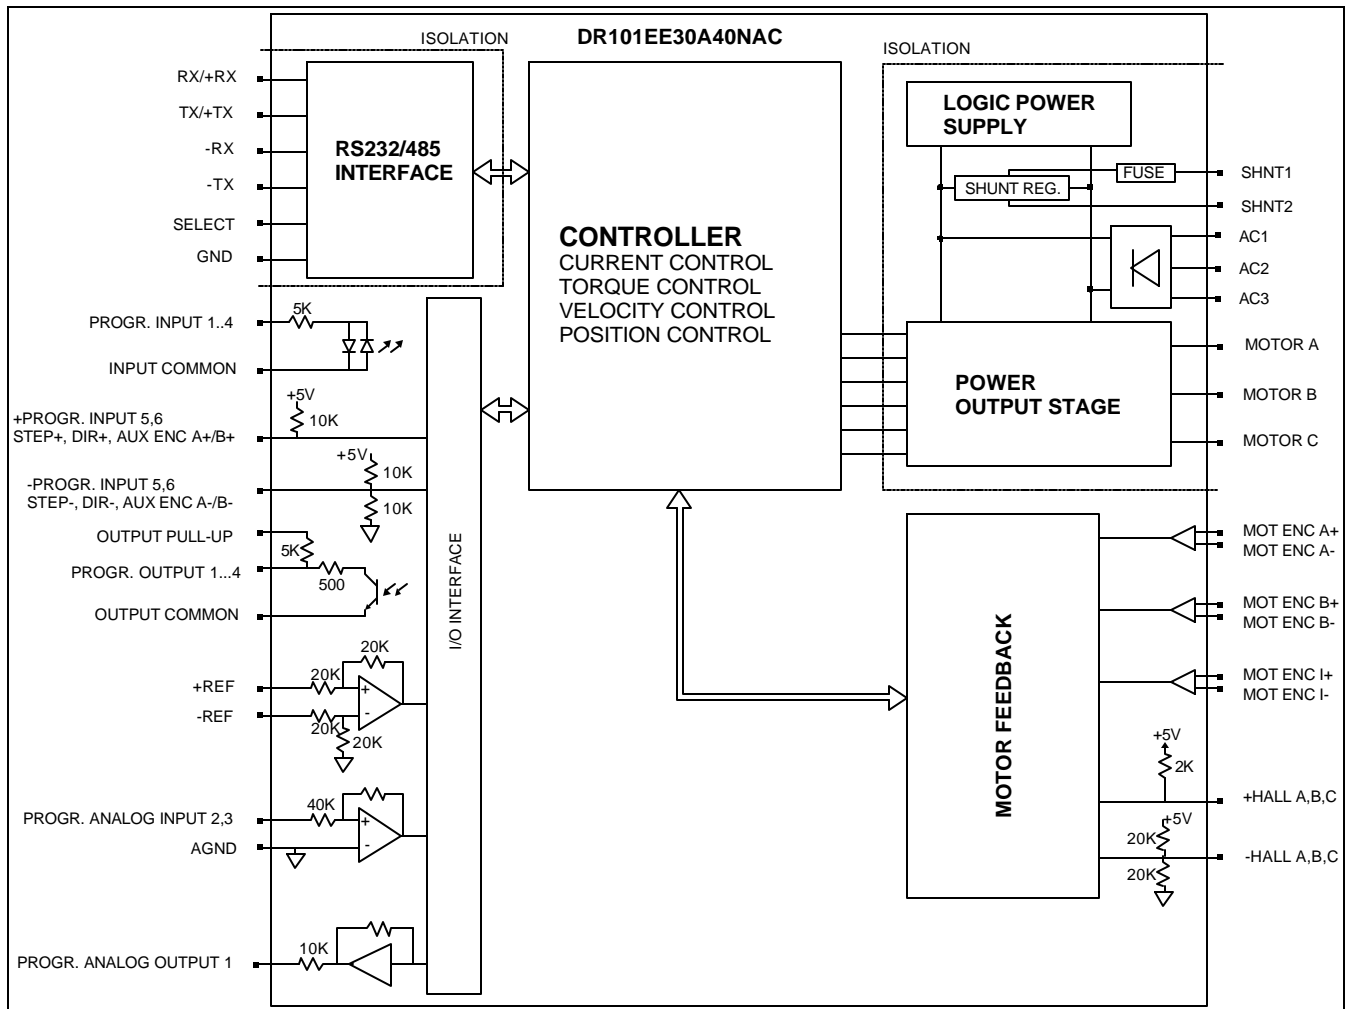 DR101EE30A40NAC
ISOLATION
RX/+RX
TX/+TX
-RX
-TX
SELECT
GND
RS232/485
INTERFACE
PROGR. INPUT 1..4
5K
INPUT COMMON
+5V
10K
+PROGR. INPUT 5,6
STEP+, DIR+, AUX ENC A+/B+
+5V
10K
10K
-PROGR. INPUT 5,6
STEP-, DIR-, AUX ENC A-/B-
OUTPUT PULL-UP
5K
PROGR. OUTPUT 1...4
500
OUTPUT COMMON
+REF
20K
20K
+
-
-REF
20K
20K
PROGR. ANALOG INPUT 2,3
40K
+
-
AGND
PROGR. ANALOG OUTPUT 1
10K
I/O INTERFACE
CONTROLLER
CURRENT CONTROL
TORQUE CONTROL
VELOCITY CONTROL
POSITION CONTROL
ISOLATION
LOGIC POWER
SUPPLY
SHUNT REG.
FUSE
SHNT1
SHNT2
AC1
AC2
AC3
POWER
OUTPUT STAGE
MOTOR A
MOTOR B
MOTOR C
MOTOR FEEDBACK
MOT ENC A+
MOT ENC A-
MOT ENC B+
MOT ENC B-
MOT ENC I+
MOT ENC I-
+5V
2K
+HALL A,B,C
+5V
20K
20K
-HALL A,B,C